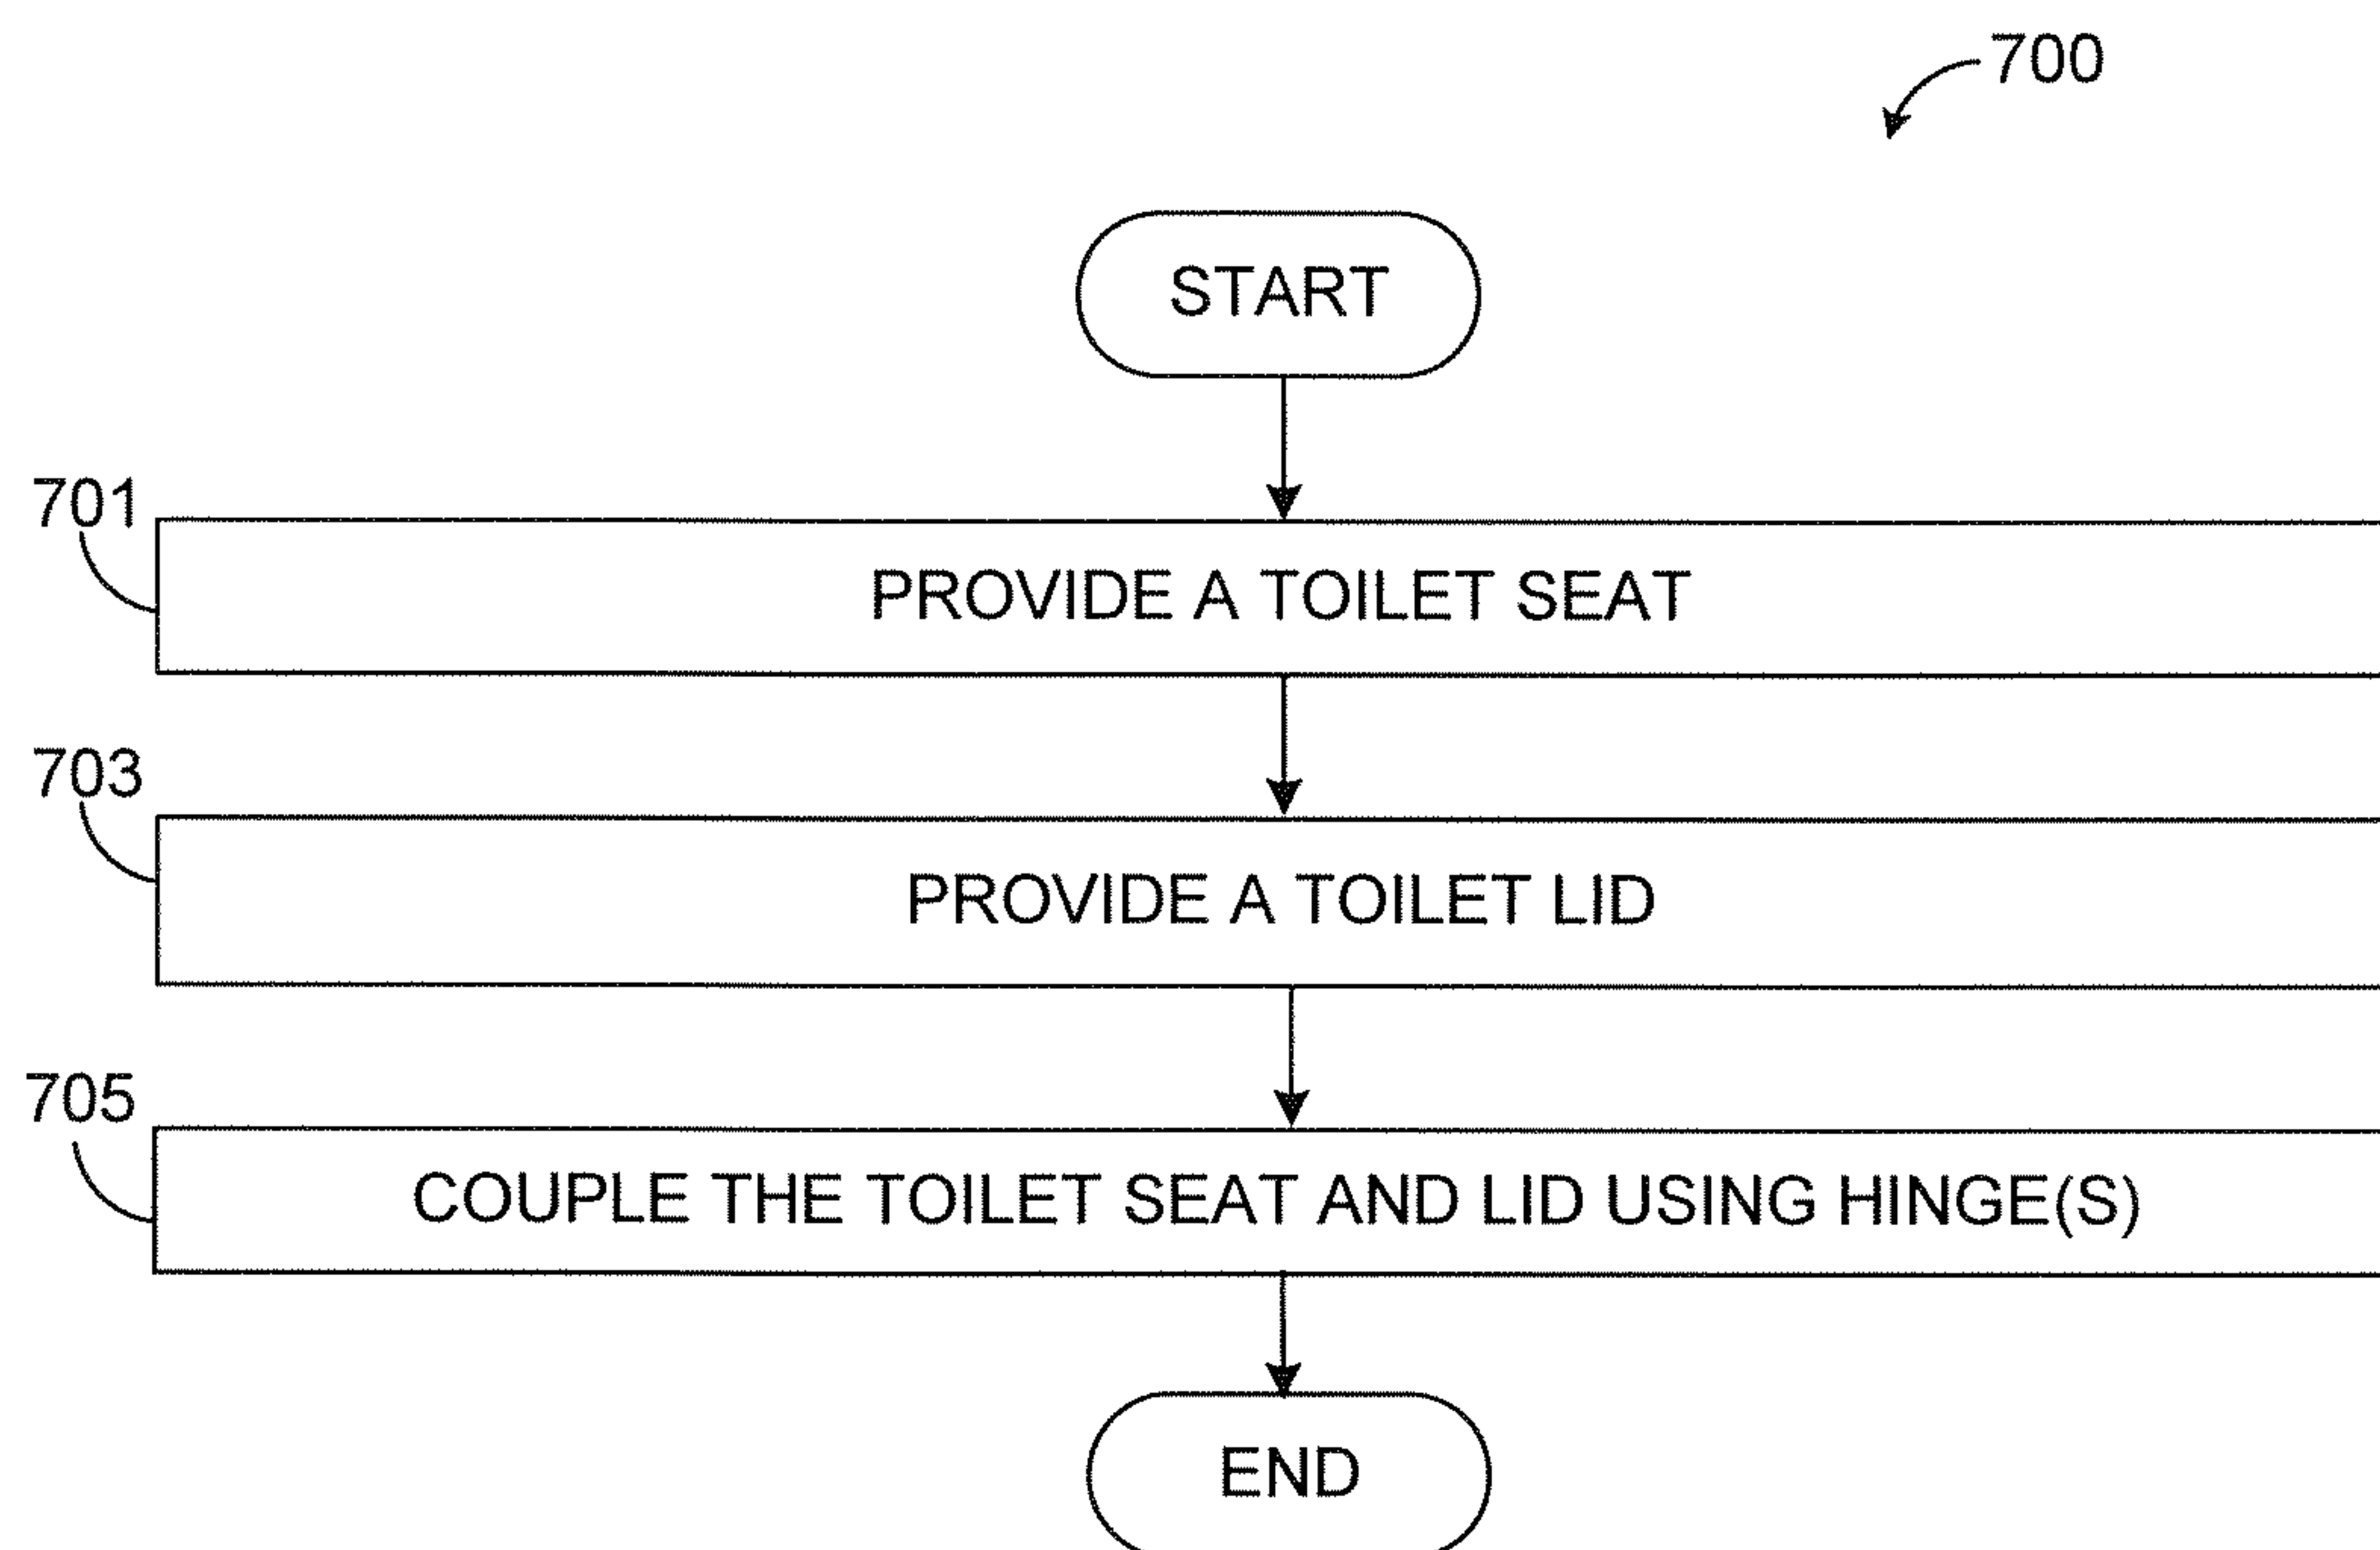 700
START
701
PROVIDE A TOILET SEAT
703
PROVIDE A TOILET LID
705
COUPLE THE TOILET SEAT AND LID USING HINGE(S)
END